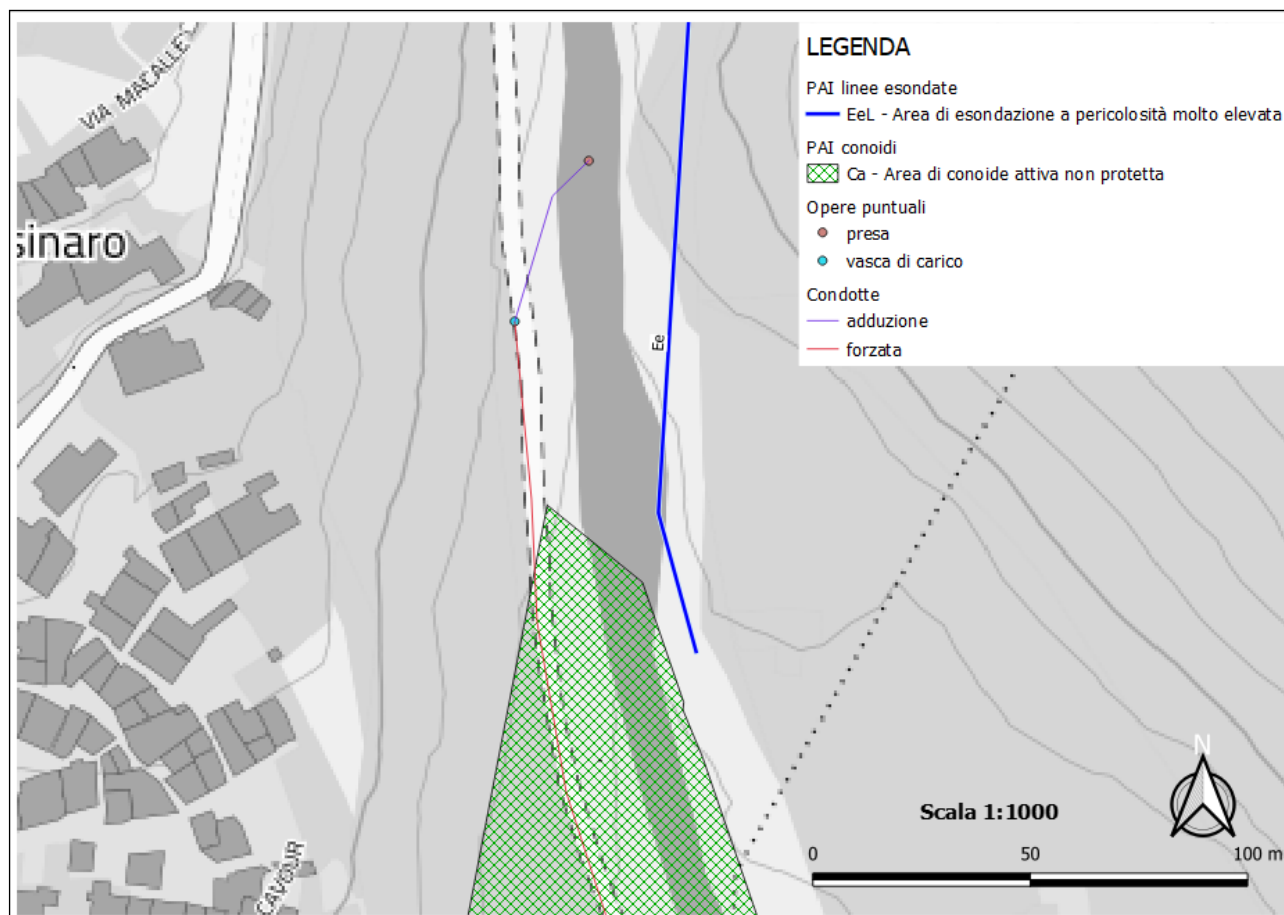 VIA MACALLE
sinaro
Ee
CAVOUR
LEGENDA
PAI linee esondate
EeL - Area di esondazione a pericolosità molto elevata
PAI conoidi
Ca - Area di conoide attiva non protetta
Opere puntuali
presa
vasca di carico
Condotte
adduzione
forzata
N
Scala 1:1000
0 50 100 m